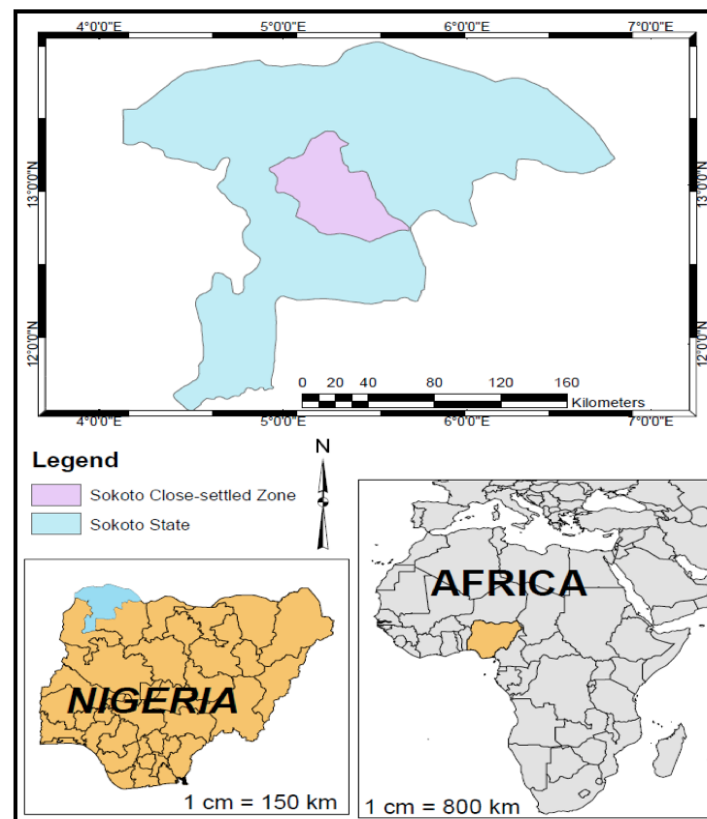 4°0'0"E 5°0'0"E 6°0'0"E 7°0'0"E
13°0'0"N 13°0'0"N
12°0'0"N 12°0'0"N
0 20 40 80 120 160
Kilometers
4°0'0"E 5°0'0"E 6°0'0"E 7°0'0"E
N
Legend
Sokoto Close-settled Zone
Sokoto State
AFRICA
NIGERIA
1 cm = 150 km
1 cm = 800 km